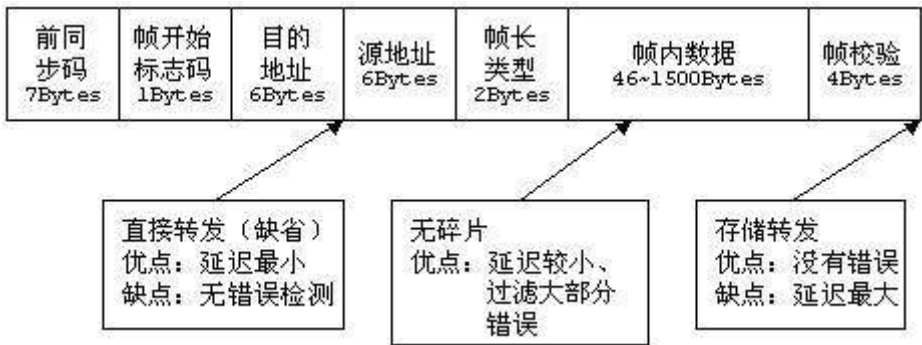 前同
步码
7Bytes
帧开始
标志码
1Bytes
目的
地址
6Bytes
源地址
6Bytes
帧长
类型
2Bytes
帧内数据
46~1500Bytes
帧校验
4Bytes
直接转发（缺省）
优点：延迟最小
缺点：无错误检测
无碎片
优点：延迟较小、
过滤大部分
错误
存储转发
优点：没有错误
缺点：延迟最大